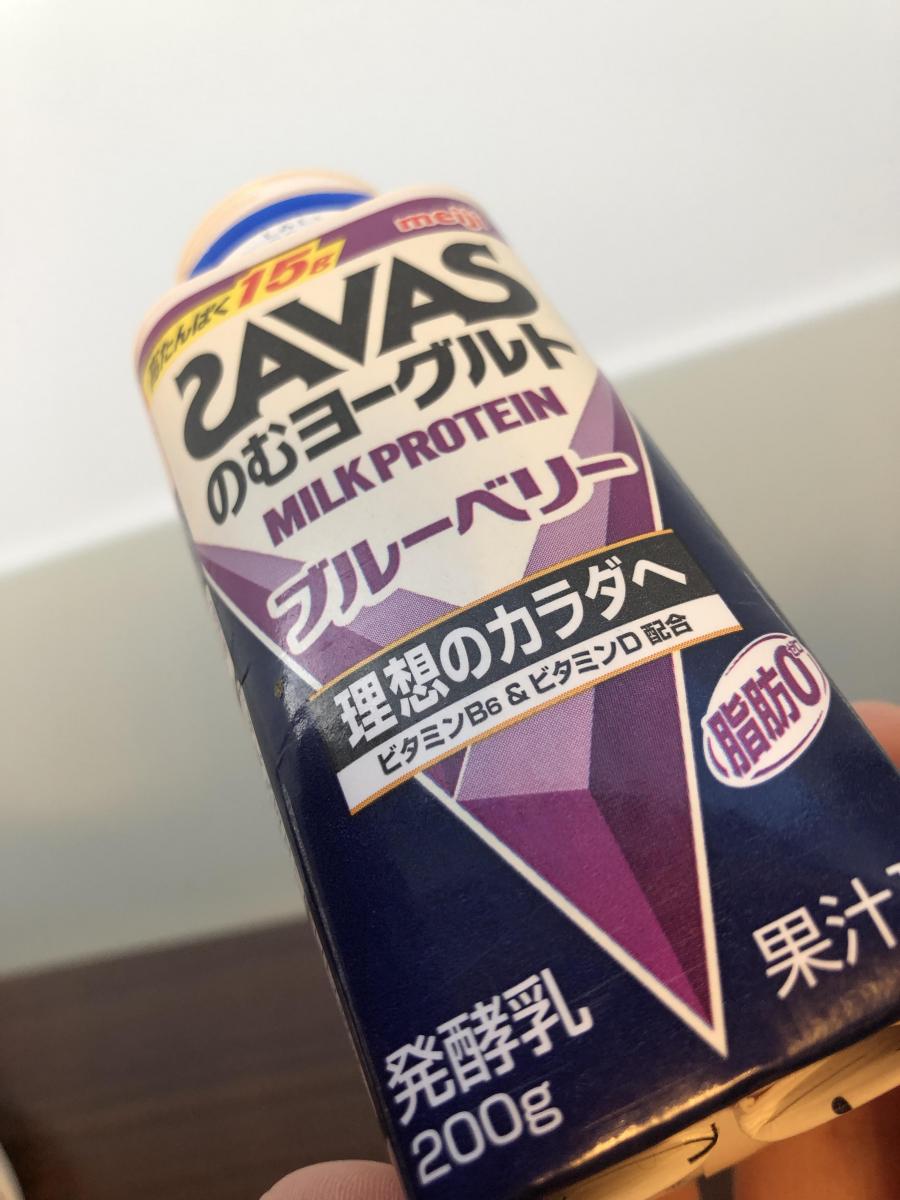 meiji
たんぱく15g
SAVAS
のむヨーグルト
MILK PROTEIN
ブルーベリー
理想のカラダへ
ビタミンB6 & ビタミンD 配合
脂肪0
果汁
発酵乳
200g